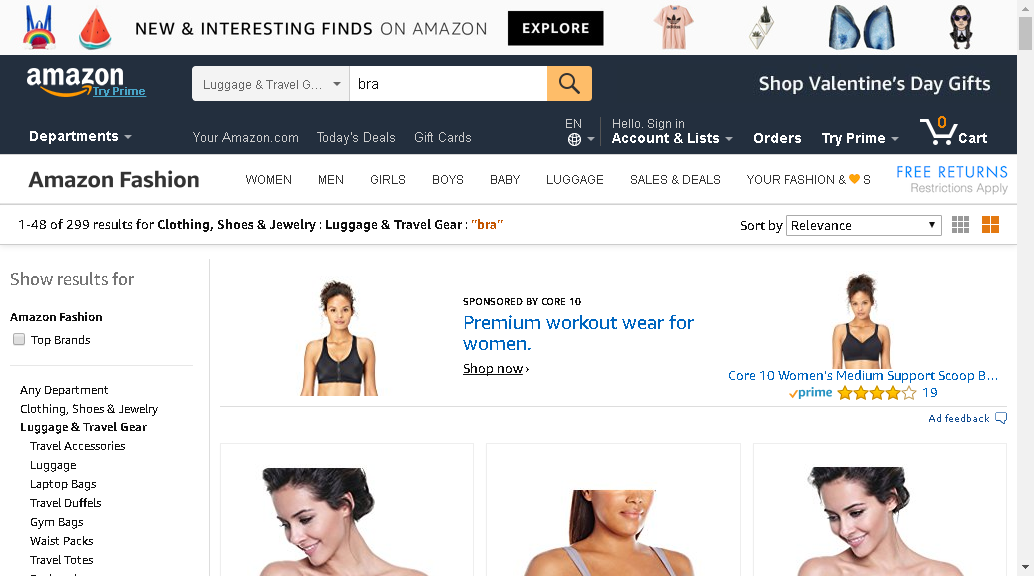 NEW & INTERESTING FINDS ON AMAZON EXPLORE
amazon
Try Prime
Luggage & Travel G...
bra
Shop Valentine's Day Gifts
Departments
Your Amazon.com Today's Deals Gift Cards
EN
Hello. Sign in
Account & Lists
Orders
Try Prime
0
Cart
Amazon Fashion
WOMEN MEN GIRLS BOYS BABY LUGGAGE SALES & DEALS YOUR FASHION & S
FREE RETURNS
Restrictions Apply
1-48 of 299 results for Clothing, Shoes & Jewelry : Luggage & Travel Gear : "bra"
Sort by Relevance
Show results for
Amazon Fashion
Top Brands
Any Department
Clothing, Shoes & Jewelry
Luggage & Travel Gear
Travel Accessories
Luggage
Laptop Bags
Travel Duffels
Gym Bags
Waist Packs
Travel Totes
SPONSORED BY CORE 10
Premium workout wear for
women.
Shop now ›
Core 10 Women's Medium Support Scoop B...
prime 19
Ad feedback